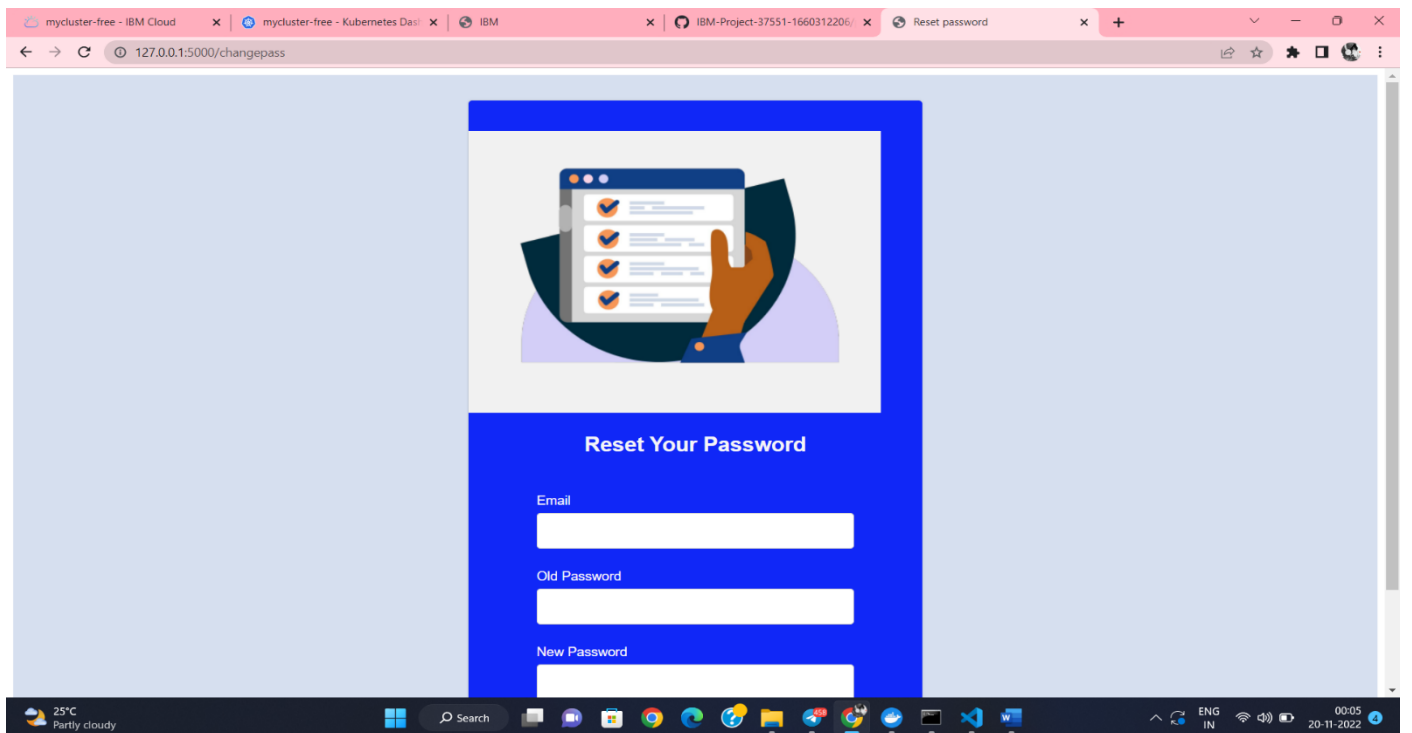 mycluster-free - IBM Cloud
mycluster-free - Kubernetes Das
IBM
IBM-Project-37551-1660312206/
Reset password
127.0.0.1:5000/changepass
Reset Your Password
Email
Old Password
New Password
25°C
Partly cloudy
Search
458
ENG
IN
00:05
20-11-2022
4